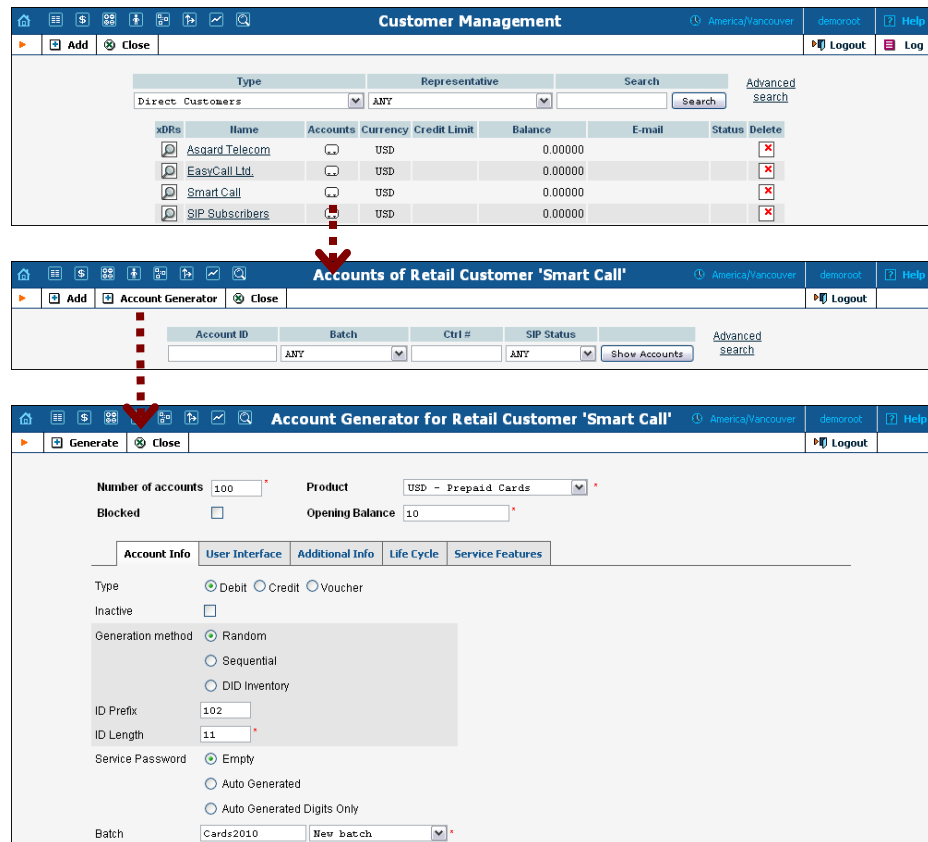 Customer Management America/Vancouver demoroot ? Help
Add Close Logout Log
Type Representative Search Advanced search
Direct Customers ANY Search
xDRs Name Accounts Currency Credit Limit Balance E-mail Status Delete
Asgard Telecom USD 0.00000
EasyCall Ltd. USD 0.00000
Smart Call USD 0.00000
SIP Subscribers USD 0.00000
Accounts of Retail Customer 'Smart Call' America/Vancouver demoroot ? Help
Add Account Generator Close Logout
Account ID Batch Ctrl # SIP Status Advanced search
ANY ANY Show Accounts
Account Generator for Retail Customer 'Smart Call' America/Vancouver demoroot ? Help
Generate Close Logout
Number of accounts 100 * Product USD - Prepaid Cards *
Blocked Opening Balance 10 *
Account Info User Interface Additional Info Life Cycle Service Features
Type Debit Credit Voucher
Inactive
Generation method Random
Sequential
DID Inventory
ID Prefix 102
ID Length 11 *
Service Password Empty
Auto Generated
Auto Generated Digits Only
Batch Cards2010 New batch *